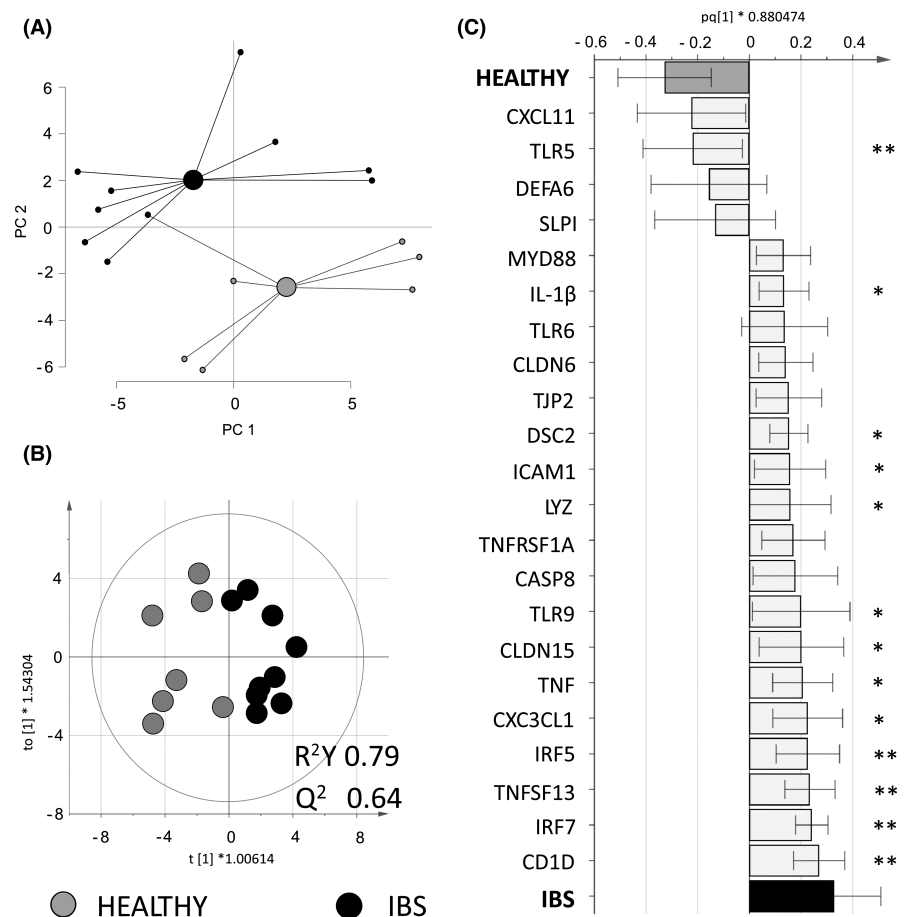 (A)
6
4
2
0
-2
-4
-6
PC 2
-5
0
5
PC 1
(B)
4
0
-4
-8
to [1] * 1.54304
R²Y 0.79
Q² 0.64
-8
-4
0
4
8
t [1] *1.00614
HEALTHY
IBS
(C)
pq[1] * 0.880474
- 0.6
- 0.4
- 0.2
0
0.2
0.4
HEALTHY
CXCL11
TLR5 **
DEFA6
SLPI
MYD88
IL-1β *
TLR6
CLDN6
TJP2
DSC2 *
ICAM1 *
LYZ *
TNFRSF1A
CASP8
TLR9 *
CLDN15 *
TNF *
CXC3CL1 *
IRF5 **
TNFSF13 **
IRF7 **
CD1D **
IBS